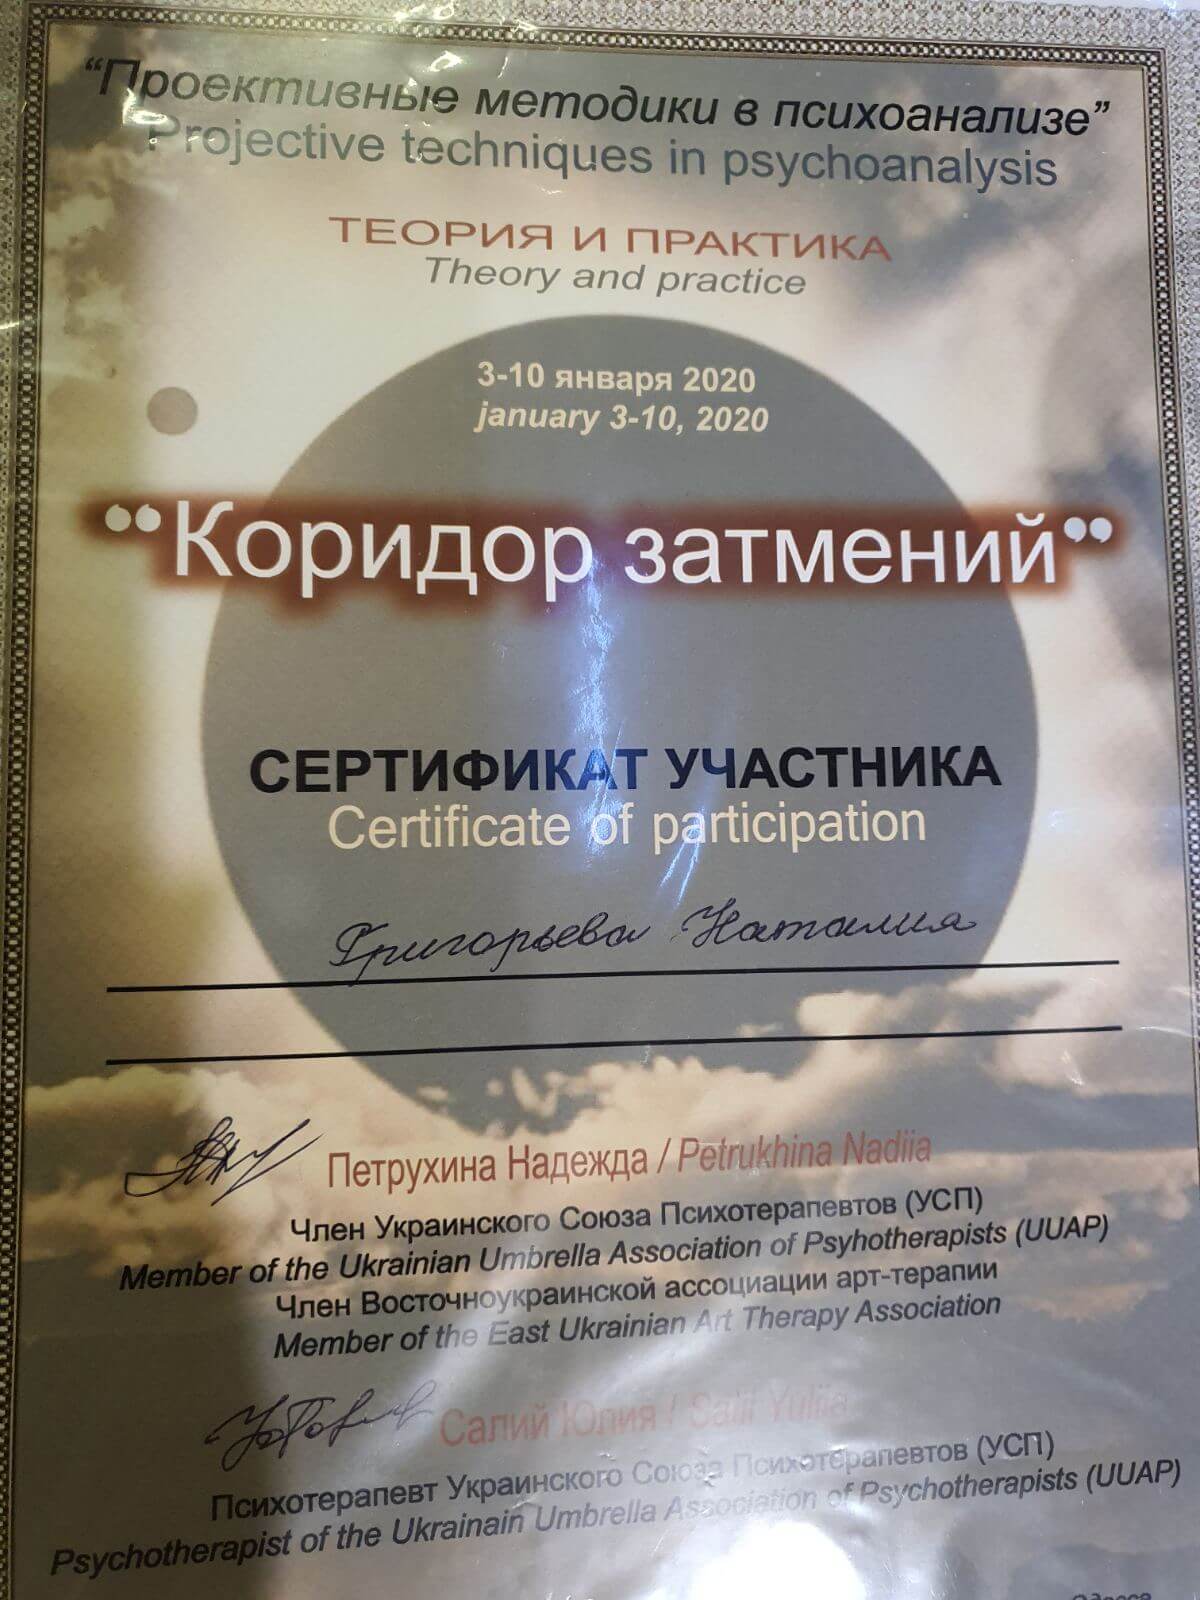 “Проективные методики в психоанализе”
Projective techniques in psychoanalysis
ТЕОРИЯ И ПРАКТИКА
Theory and practice
3-10 января 2020
january 3-10, 2020
“Коридор затмений”
СЕРТИФИКАТ УЧАСТНИКА
Certificate of participation
Григорьева Наталия
Петрухина Надежда / Petrukhina Nadiia
Член Украинского Союза Психотерапевтов (УСП)
Member of the Ukrainian Umbrella Association of Psyhotherapists (UUAP)
Член Восточноукраинской ассоциации арт-терапии
Member of the East Ukrainian Art Therapy Association
Салий Юлия / Salii Yuliia
Психотерапевт Украинского Союза Психотерапевтов (УСП)
Psychotherapist of the Ukrainain Umbrella Association of Psychotherapists (UUAP)